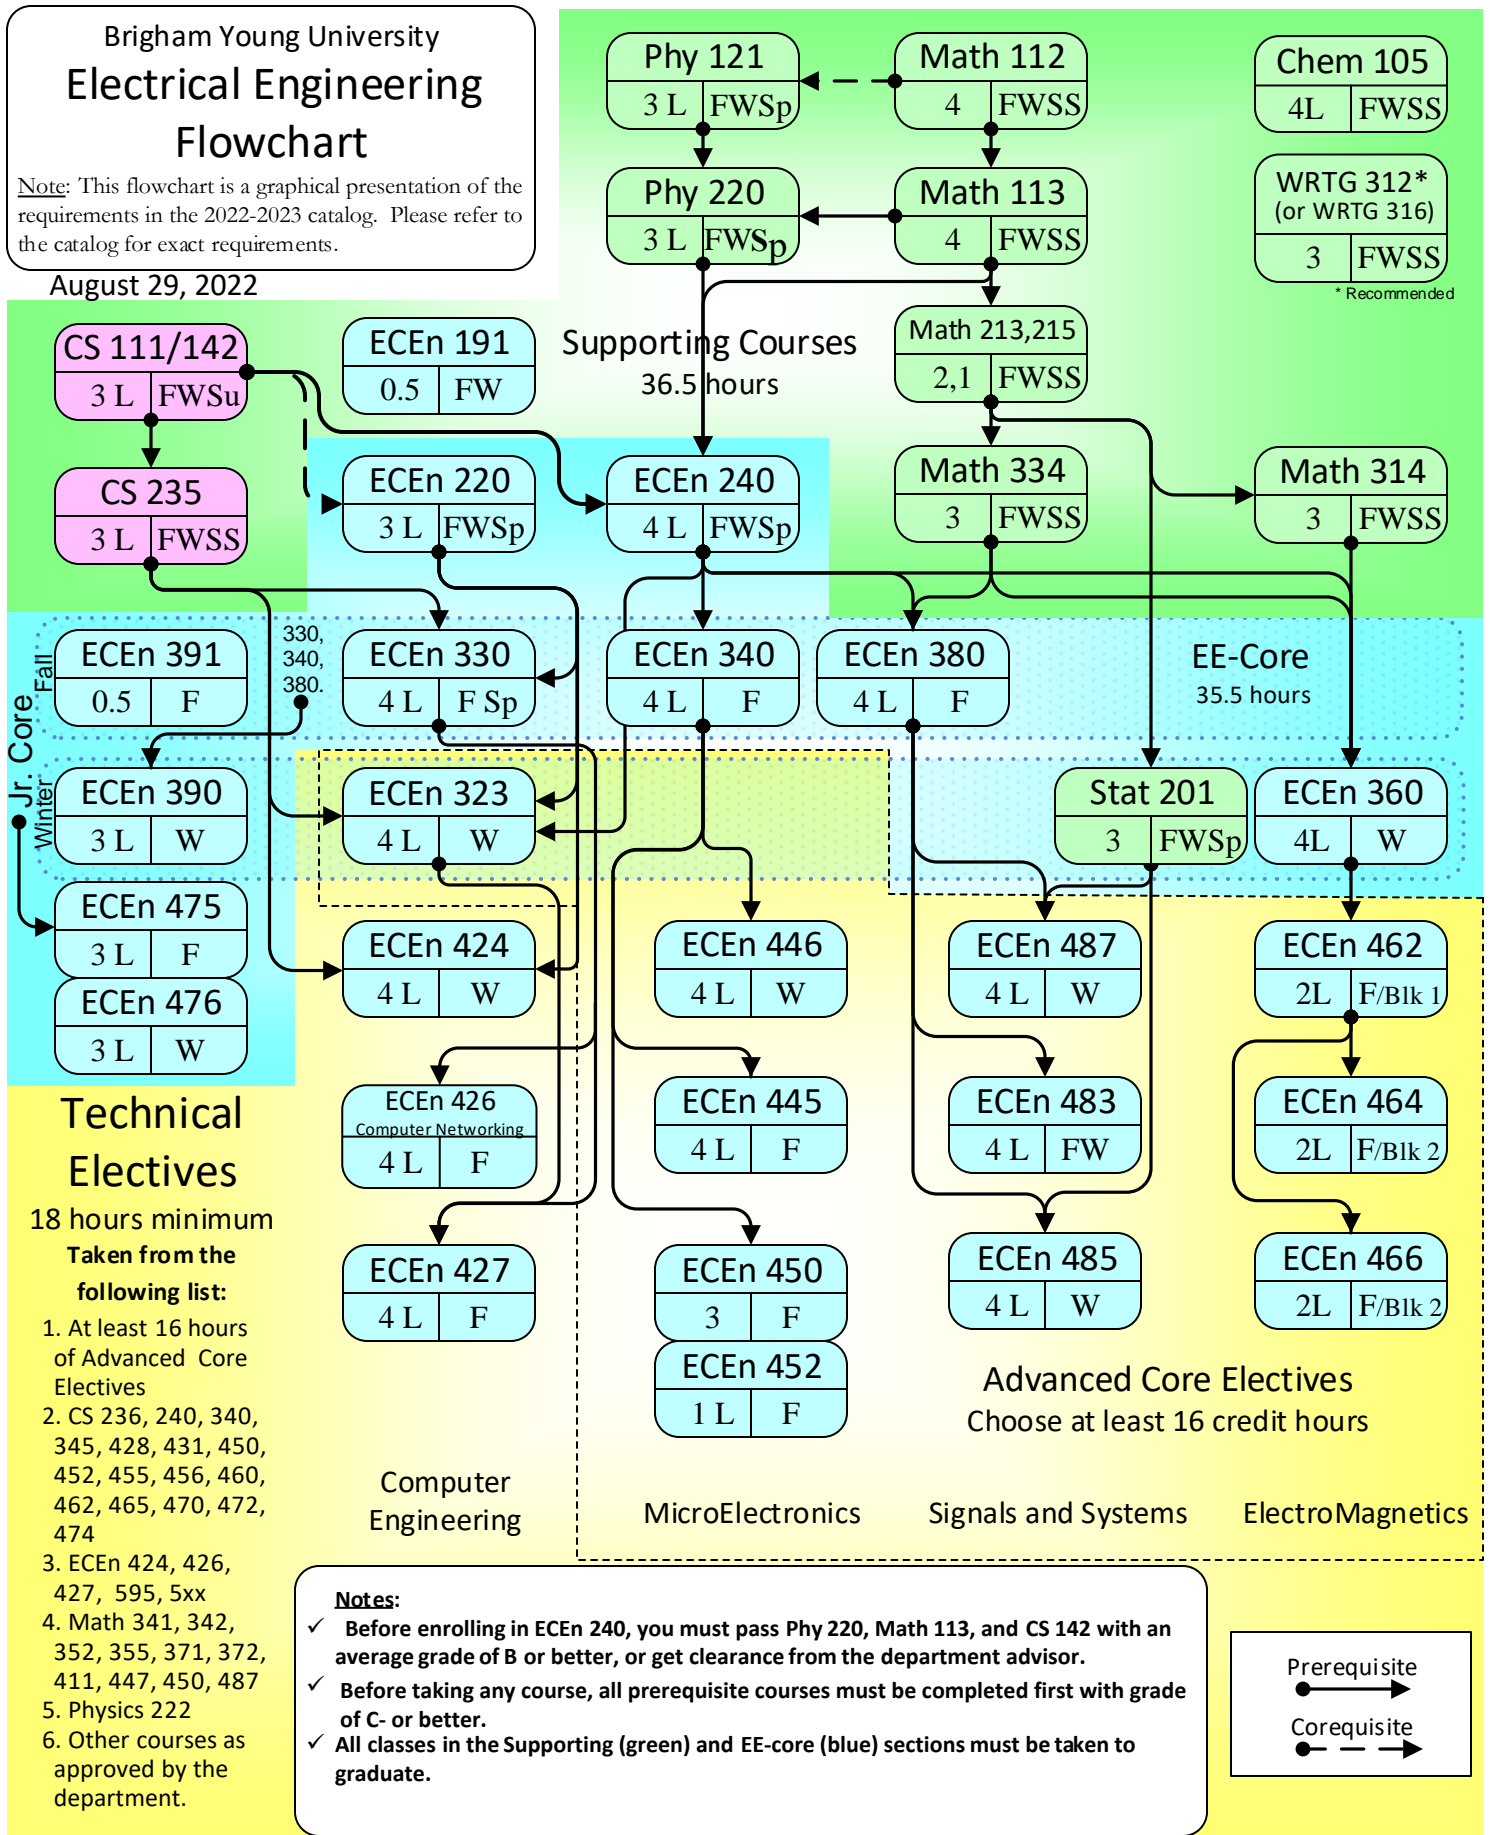 Brigham Young University
Electrical Engineering
Flowchart
Note: This flowchart is a graphical presentation of the
requirements in the 2022-2023 catalog. Please refer to
the catalog for exact requirements.
August 29, 2022
Phy 121
3 L FWSp
Math 112
4 FWSS
Chem 105
4L FWSS
Phy 220
3 L FWSp
Math 113
4 FWSS
WRTG 312*
(or WRTG 316)
3 FWSS
* Recommended
CS 111/142
3 L FWSu
ECEn 191
0.5 FW
Supporting Courses
36.5 hours
Math 213,215
2,1 FWSS
CS 235
3 L FWSS
ECEn 220
3 L FWSp
ECEn 240
4 L FWSp
Math 334
3 FWSS
Math 314
3 FWSS
Jr. Core
Fall
ECEn 391
0.5 F
330,
340,
380.
ECEn 330
4 L F Sp
ECEn 340
4 L F
ECEn 380
4 L F
EE-Core
35.5 hours
Winter
ECEn 390
3 L W
ECEn 323
4 L W
Stat 201
3 FWSp
ECEn 360
4L W
ECEn 475
3 L F
ECEn 476
3 L W
ECEn 424
4 L W
ECEn 446
4 L W
ECEn 487
4 L W
ECEn 462
2L F/Blk 1
ECEn 426
Computer Networking
4 L F
ECEn 445
4 L F
ECEn 483
4 L FW
ECEn 464
2L F/Blk 2
ECEn 427
4 L F
ECEn 450
3 F
ECEn 452
1 L F
ECEn 485
4 L W
ECEn 466
2L F/Blk 2
Technical
Electives
18 hours minimum
Taken from the
following list:
1. At least 16 hours
of Advanced Core
Electives
2. CS 236, 240, 340,
345, 428, 431, 450,
452, 455, 456, 460,
462, 465, 470, 472,
474
3. ECEn 424, 426,
427, 595, 5xx
4. Math 341, 342,
352, 355, 371, 372,
411, 447, 450, 487
5. Physics 222
6. Other courses as
approved by the
department.
Advanced Core Electives
Choose at least 16 credit hours
Computer
Engineering
MicroElectronics
Signals and Systems
ElectroMagnetics
Notes:
✓ Before enrolling in ECEn 240, you must pass Phy 220, Math 113, and CS 142 with an
average grade of B or better, or get clearance from the department advisor.
✓ Before taking any course, all prerequisite courses must be completed first with grade
of C- or better.
✓ All classes in the Supporting (green) and EE-core (blue) sections must be taken to
graduate.
Prerequisite
Corequisite